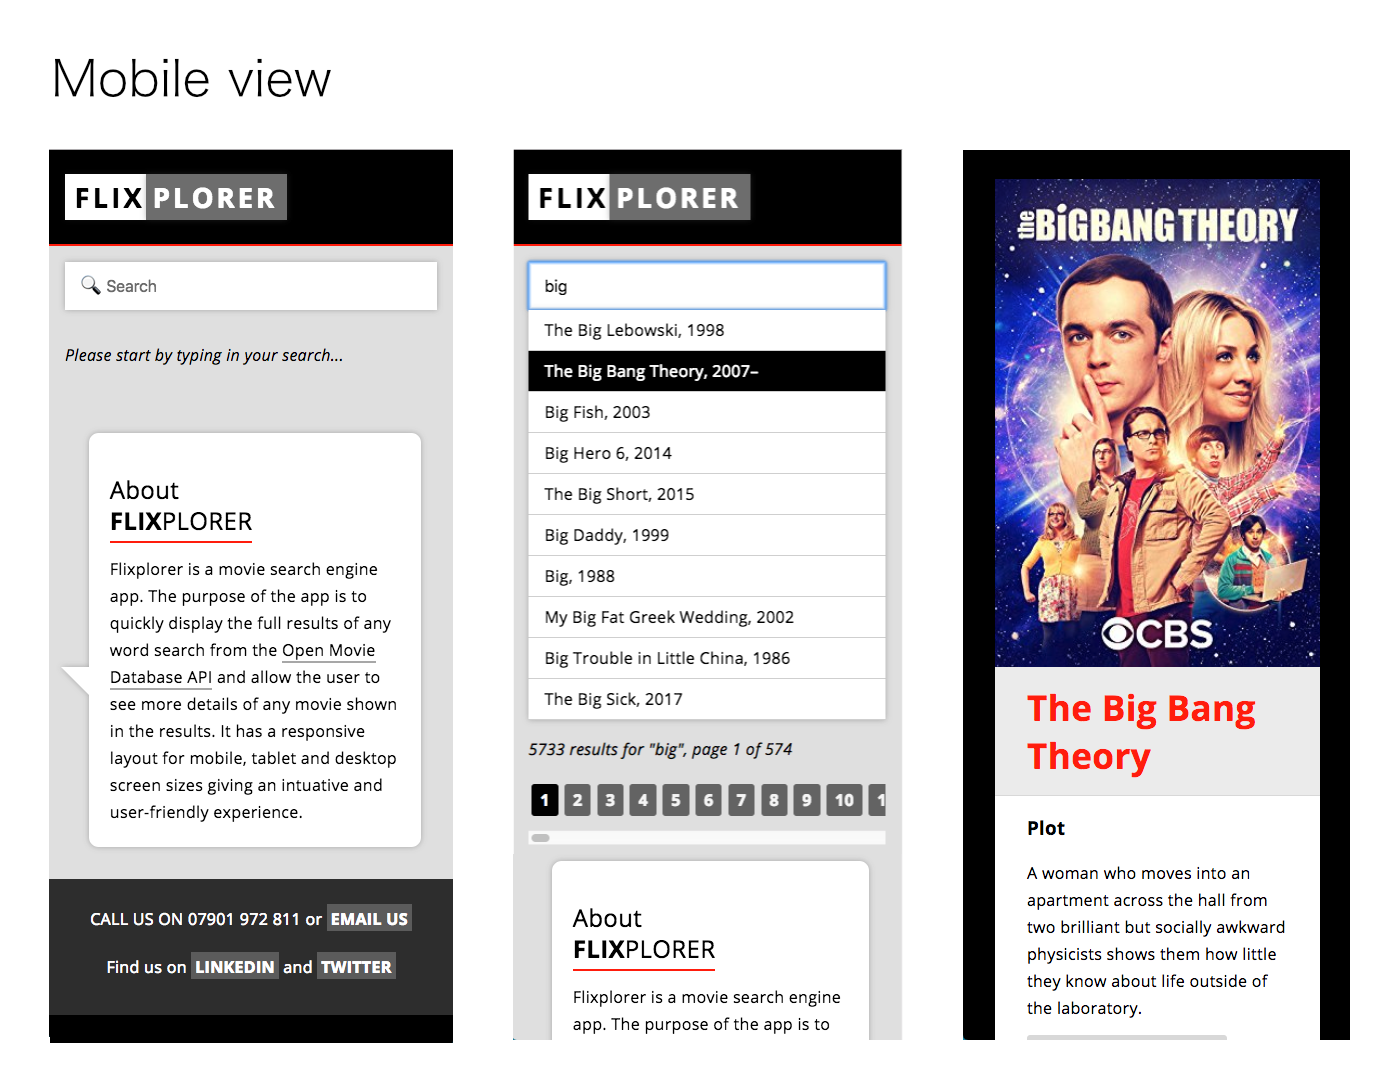 Mobile view
FLIXPLORER
🔍 Search
Please start by typing in your search...
About
FLIXPLORER
Flixplorer is a movie search engine
app. The purpose of the app is to
quickly display the full results of any
word search from the Open Movie
Database API and allow the user to
see more details of any movie shown
in the results. It has a responsive
layout for mobile, tablet and desktop
screen sizes giving an intuative and
user-friendly experience.
CALL US ON 07901 972 811 or EMAIL US
Find us on LINKEDIN and TWITTER
FLIXPLORER
big
The Big Lebowski, 1998
The Big Bang Theory, 2007–
Big Fish, 2003
Big Hero 6, 2014
The Big Short, 2015
Big Daddy, 1999
Big, 1988
My Big Fat Greek Wedding, 2002
Big Trouble in Little China, 1986
The Big Sick, 2017
5733 results for "big", page 1 of 574
1 2 3 4 5 6 7 8 9 10 1
About
FLIXPLORER
Flixplorer is a movie search engine
app. The purpose of the app is to
the BiGBANG THEORY
CBS
The Big Bang
Theory
Plot
A woman who moves into an
apartment across the hall from
two brilliant but socially awkward
physicists shows them how little
they know about life outside of
the laboratory.